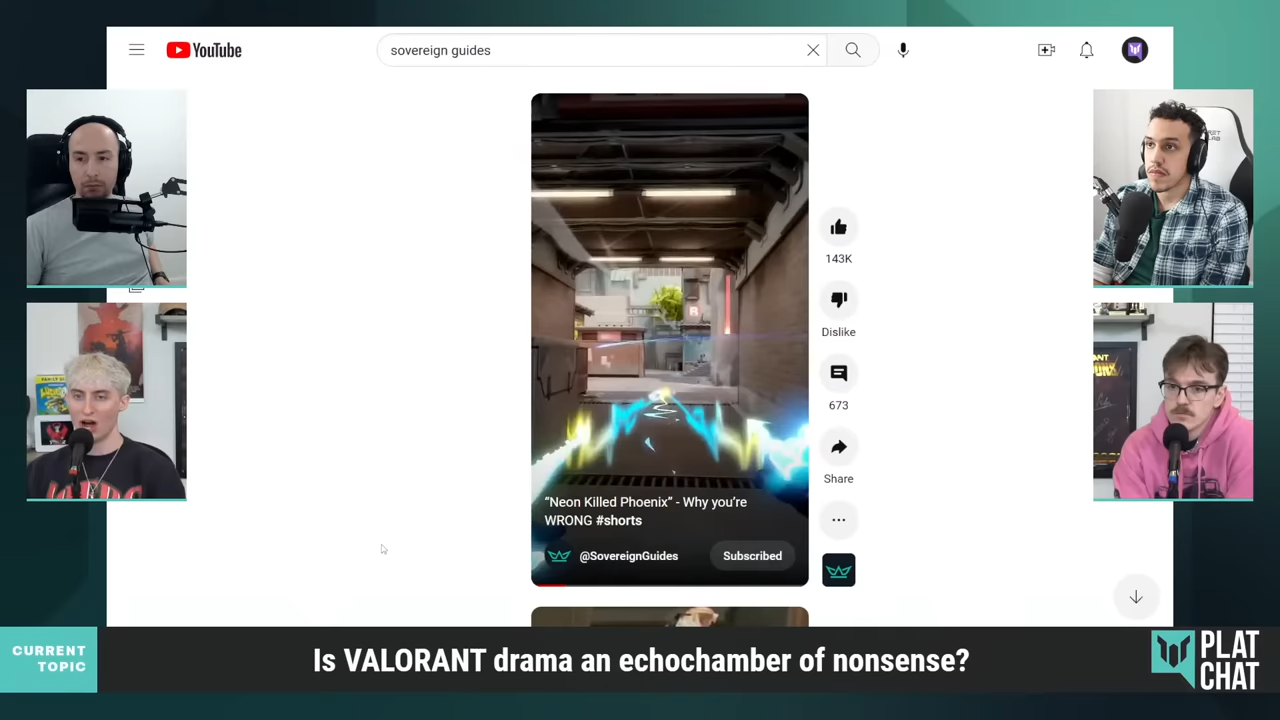 YouTube
sovereign guides
143K
Dislike
673
Share
“Neon Killed Phoenix” - Why you’re
WRONG #shorts
@SovereignGuides
Subscribed
R
CURRENT
TOPIC
Is VALORANT drama an echochamber of nonsense?
PLAT
CHAT